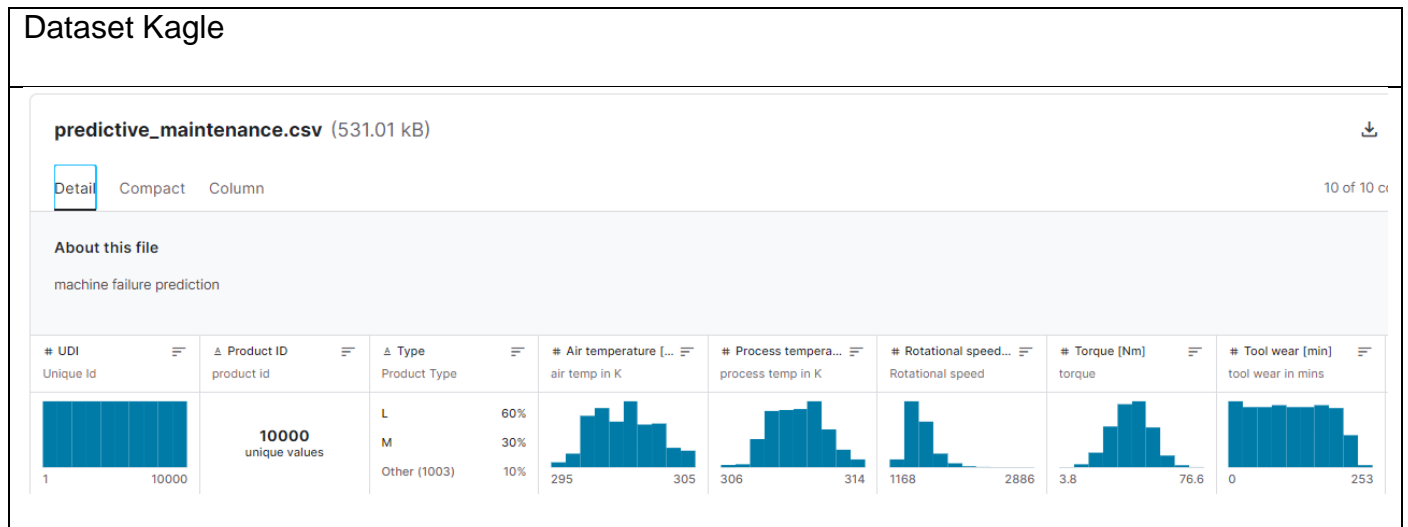 Dataset Kagle
predictive_maintenance.csv (531.01 kB)
Detail Compact Column 10 of 10 c
About this file
machine failure prediction
# UDI
Unique Id
1 10000
Product ID
product id
10000
unique values
Type
Product Type
L 60%
M 30%
Other (1003) 10%
# Air temperature [...
air temp in K
295 305
# Process tempera...
process temp in K
306 314
# Rotational speed...
Rotational speed
1168 2886
# Torque [Nm]
torque
3.8 76.6
# Tool wear [min]
tool wear in mins
0 253